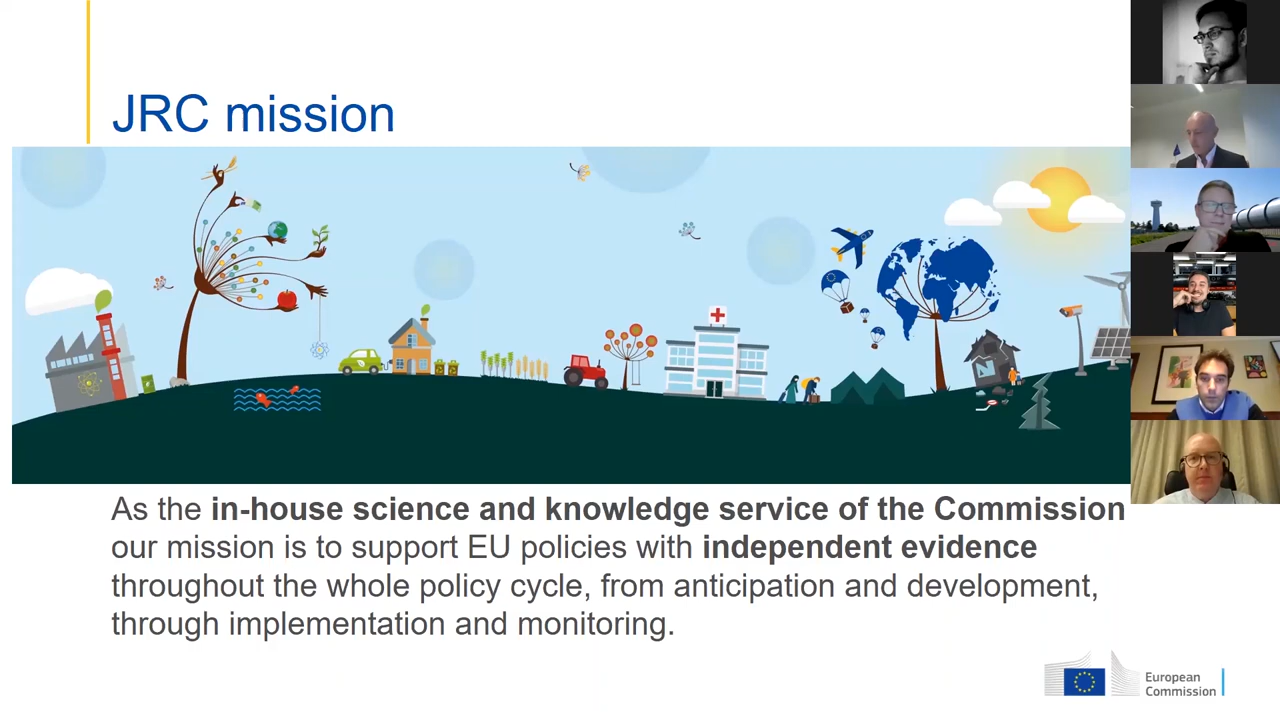 JRC mission
As the in-house science and knowledge service of the Commission
our mission is to support EU policies with independent evidence
throughout the whole policy cycle, from anticipation and development,
through implementation and monitoring.
European
Commission